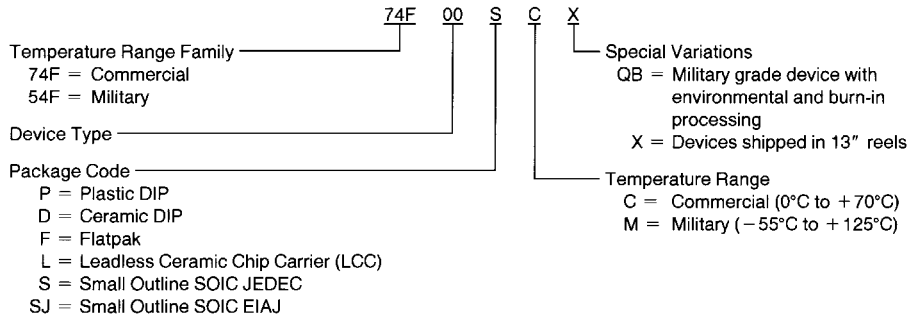 74F 00 S C X
Temperature Range Family
74F = Commercial
54F = Military
Device Type
Package Code
P = Plastic DIP
D = Ceramic DIP
F = Flatpak
L = Leadless Ceramic Chip Carrier (LCC)
S = Small Outline SOIC JEDEC
SJ = Small Outline SOIC EIAJ
Special Variations
QB = Military grade device with
environmental and burn-in
processing
X = Devices shipped in 13″ reels
Temperature Range
C = Commercial (0°C to +70°C)
M = Military (−55°C to +125°C)